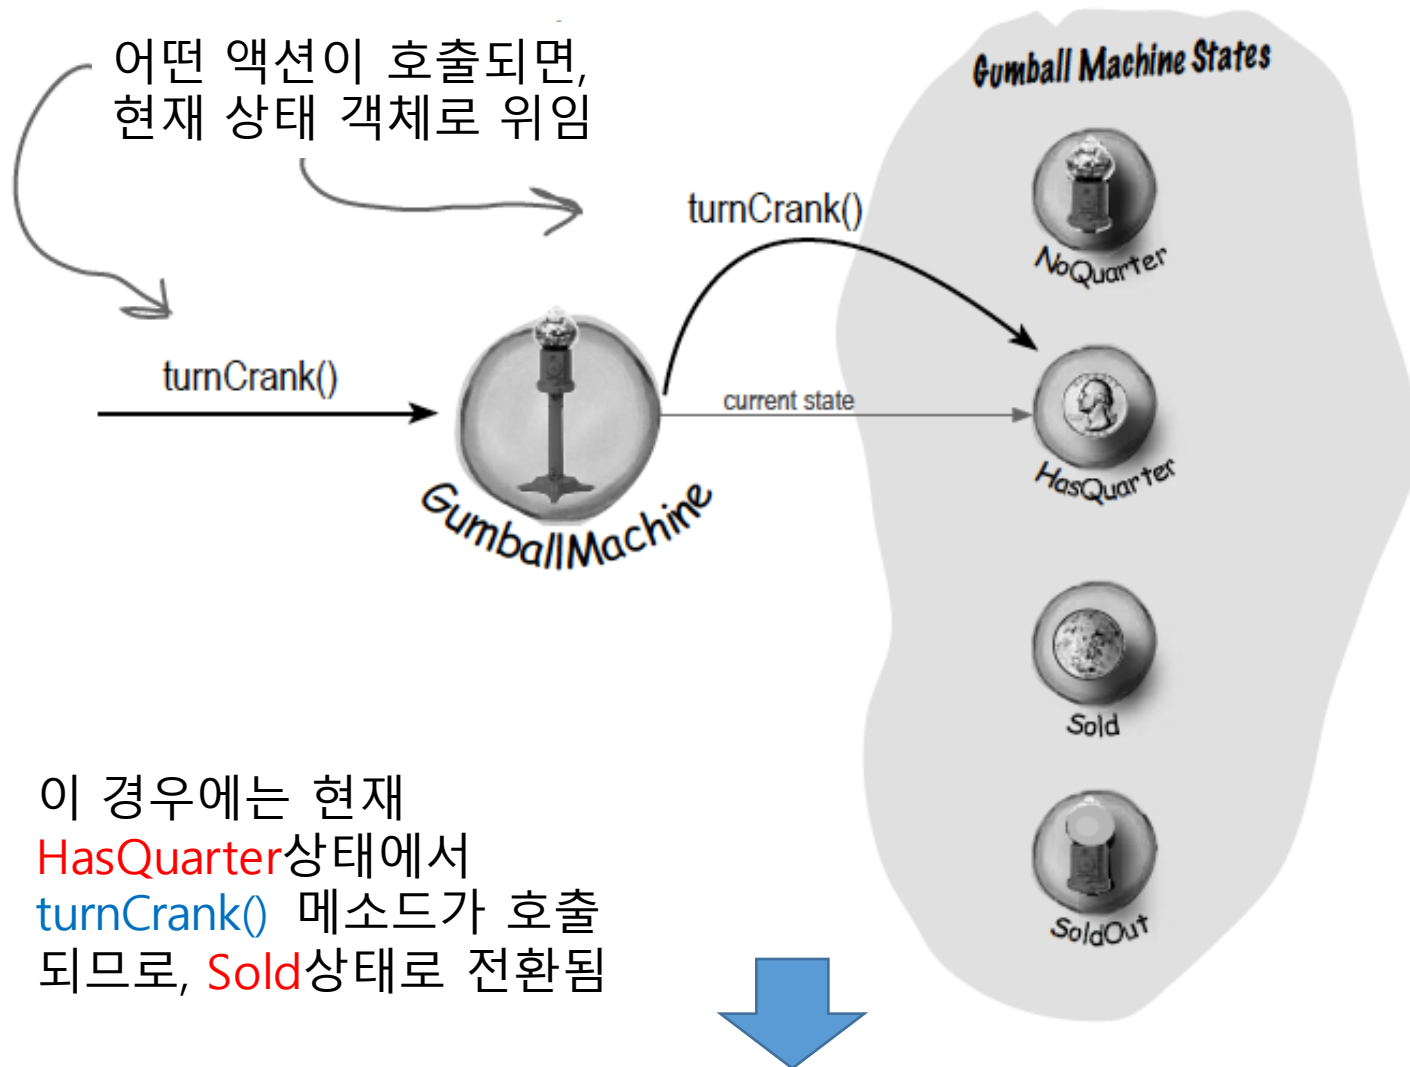 어떤 액션이 호출되면,
현재 상태 객체로 위임
Gumball Machine States
turnCrank()
NoQuarter
turnCrank()
current state
GumballMachine
HasQuarter
Sold
이 경우에는 현재
HasQuarter상태에서
turnCrank() 메소드가 호출
되므로, Sold상태로 전환됨
SoldOut